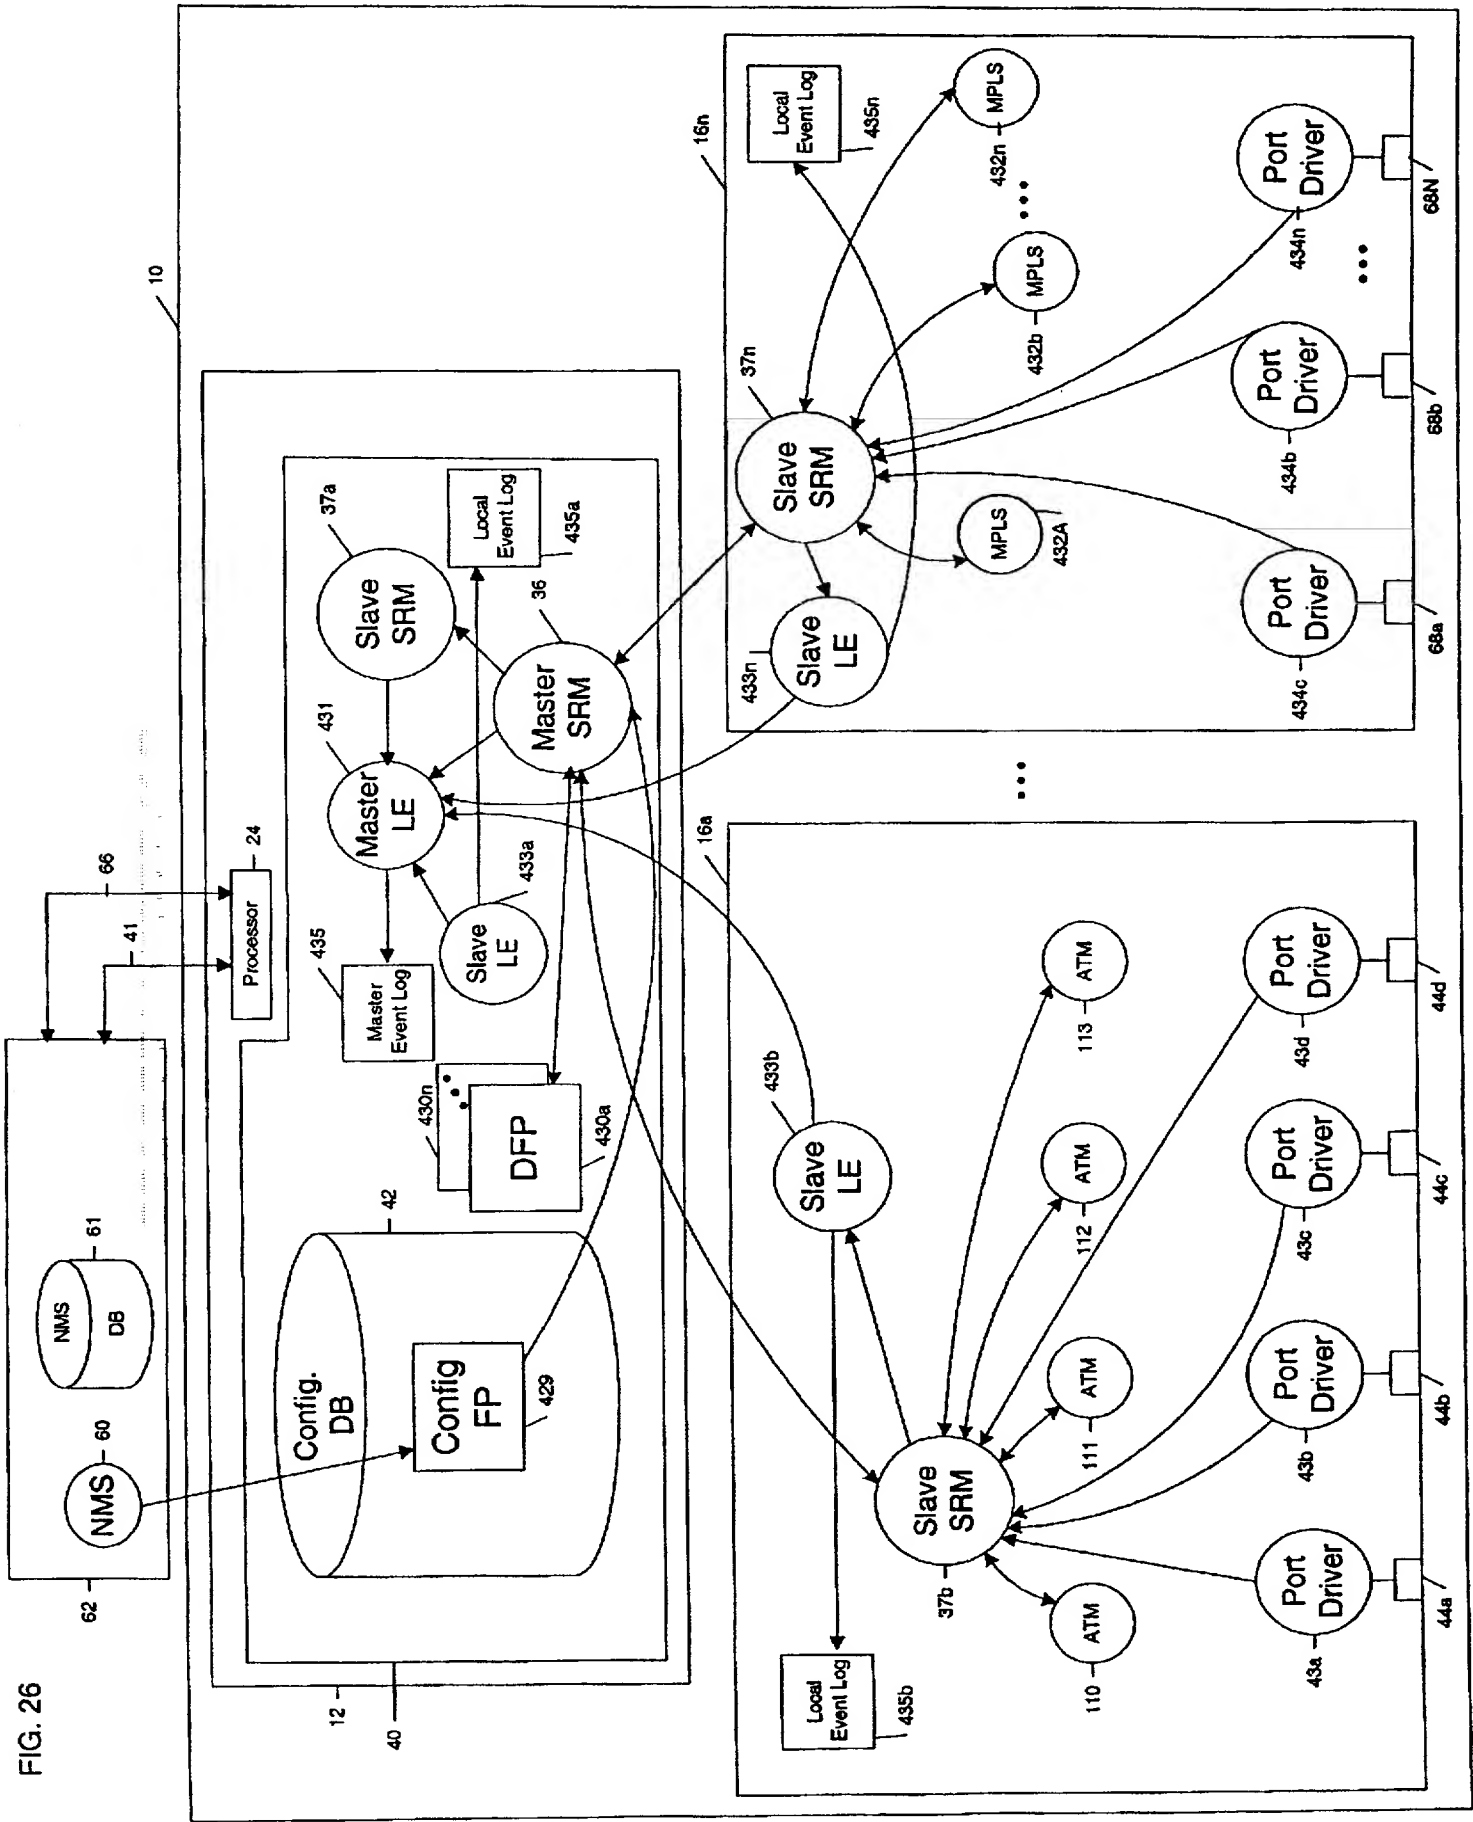 FIG. 26
62
NMS
60
NMS
DB
61
41
66
10
12
40
Processor
24
Config.
DB
42
Config
FP
429
430n
DFP
430a
Master
Event Log
435
Slave
LE
433a
Master
LE
431
Slave
SRM
37a
Local
Event Log
435a
Master
SRM
36
16a
Local
Event Log
435b
Slave
LE
433b
Slave
SRM
37b
ATM
110
ATM
111
ATM
112
ATM
113
Port
Driver
43a
Port
Driver
43b
Port
Driver
43c
Port
Driver
43d
44a
44b
44c
44d
16n
Slave
LE
433n
Slave
SRM
37n
Local
Event Log
435n
MPLS
432A
MPLS
432b
MPLS
432n
Port
Driver
434c
Port
Driver
434b
Port
Driver
434n
68a
68b
68N